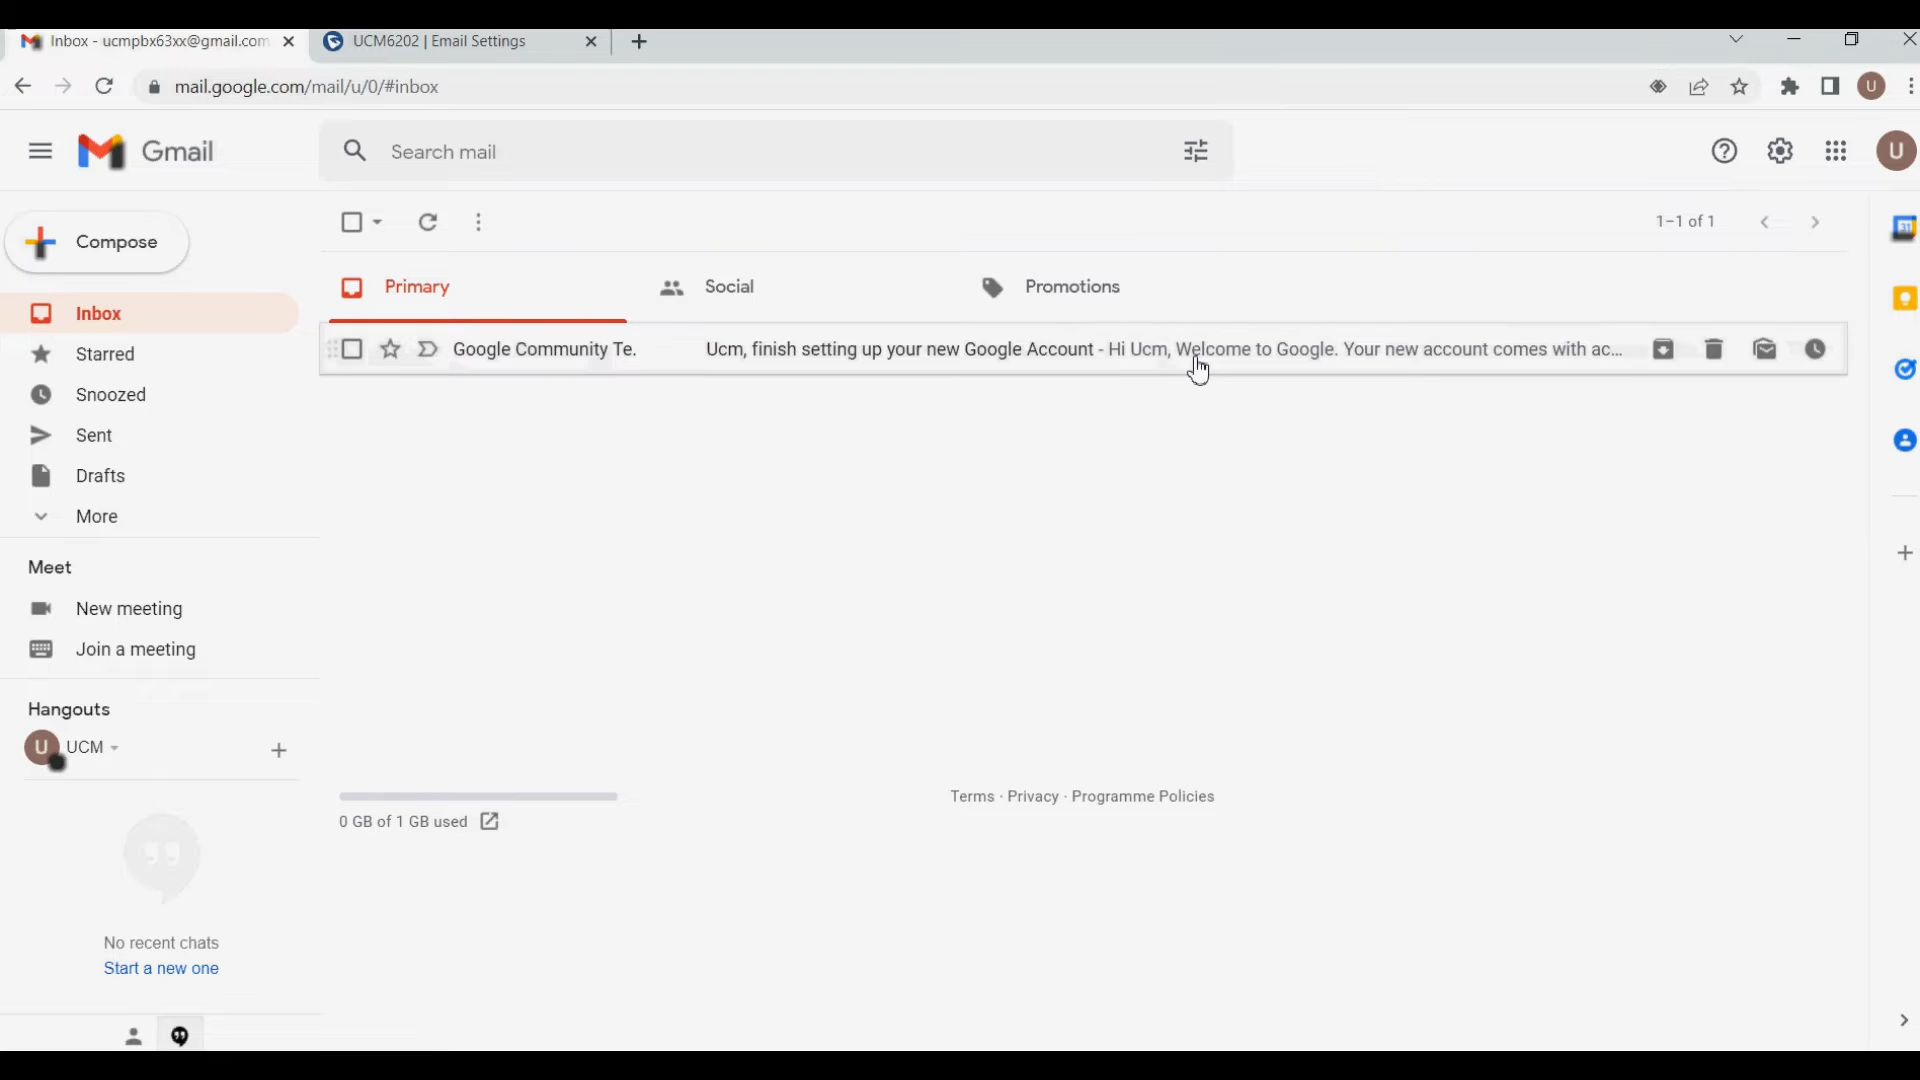 Inbox - ucmpbx63xx@gmail.com
UCM6202 | Email Settings
mail.google.com/mail/u/0/#inbox
U
Gmail
Search mail
U
Compose
1–1 of 1
31
Primary
Social
Promotions
Inbox
Google Community Te. Ucm, finish setting up your new Google Account - Hi Ucm, Welcome to Google. Your new account comes with ac...
Starred
Snoozed
Sent
Drafts
More
Meet
New meeting
Join a meeting
Hangouts
U UCM
Terms · Privacy · Programme Policies
0 GB of 1 GB used
No recent chats
Start a new one